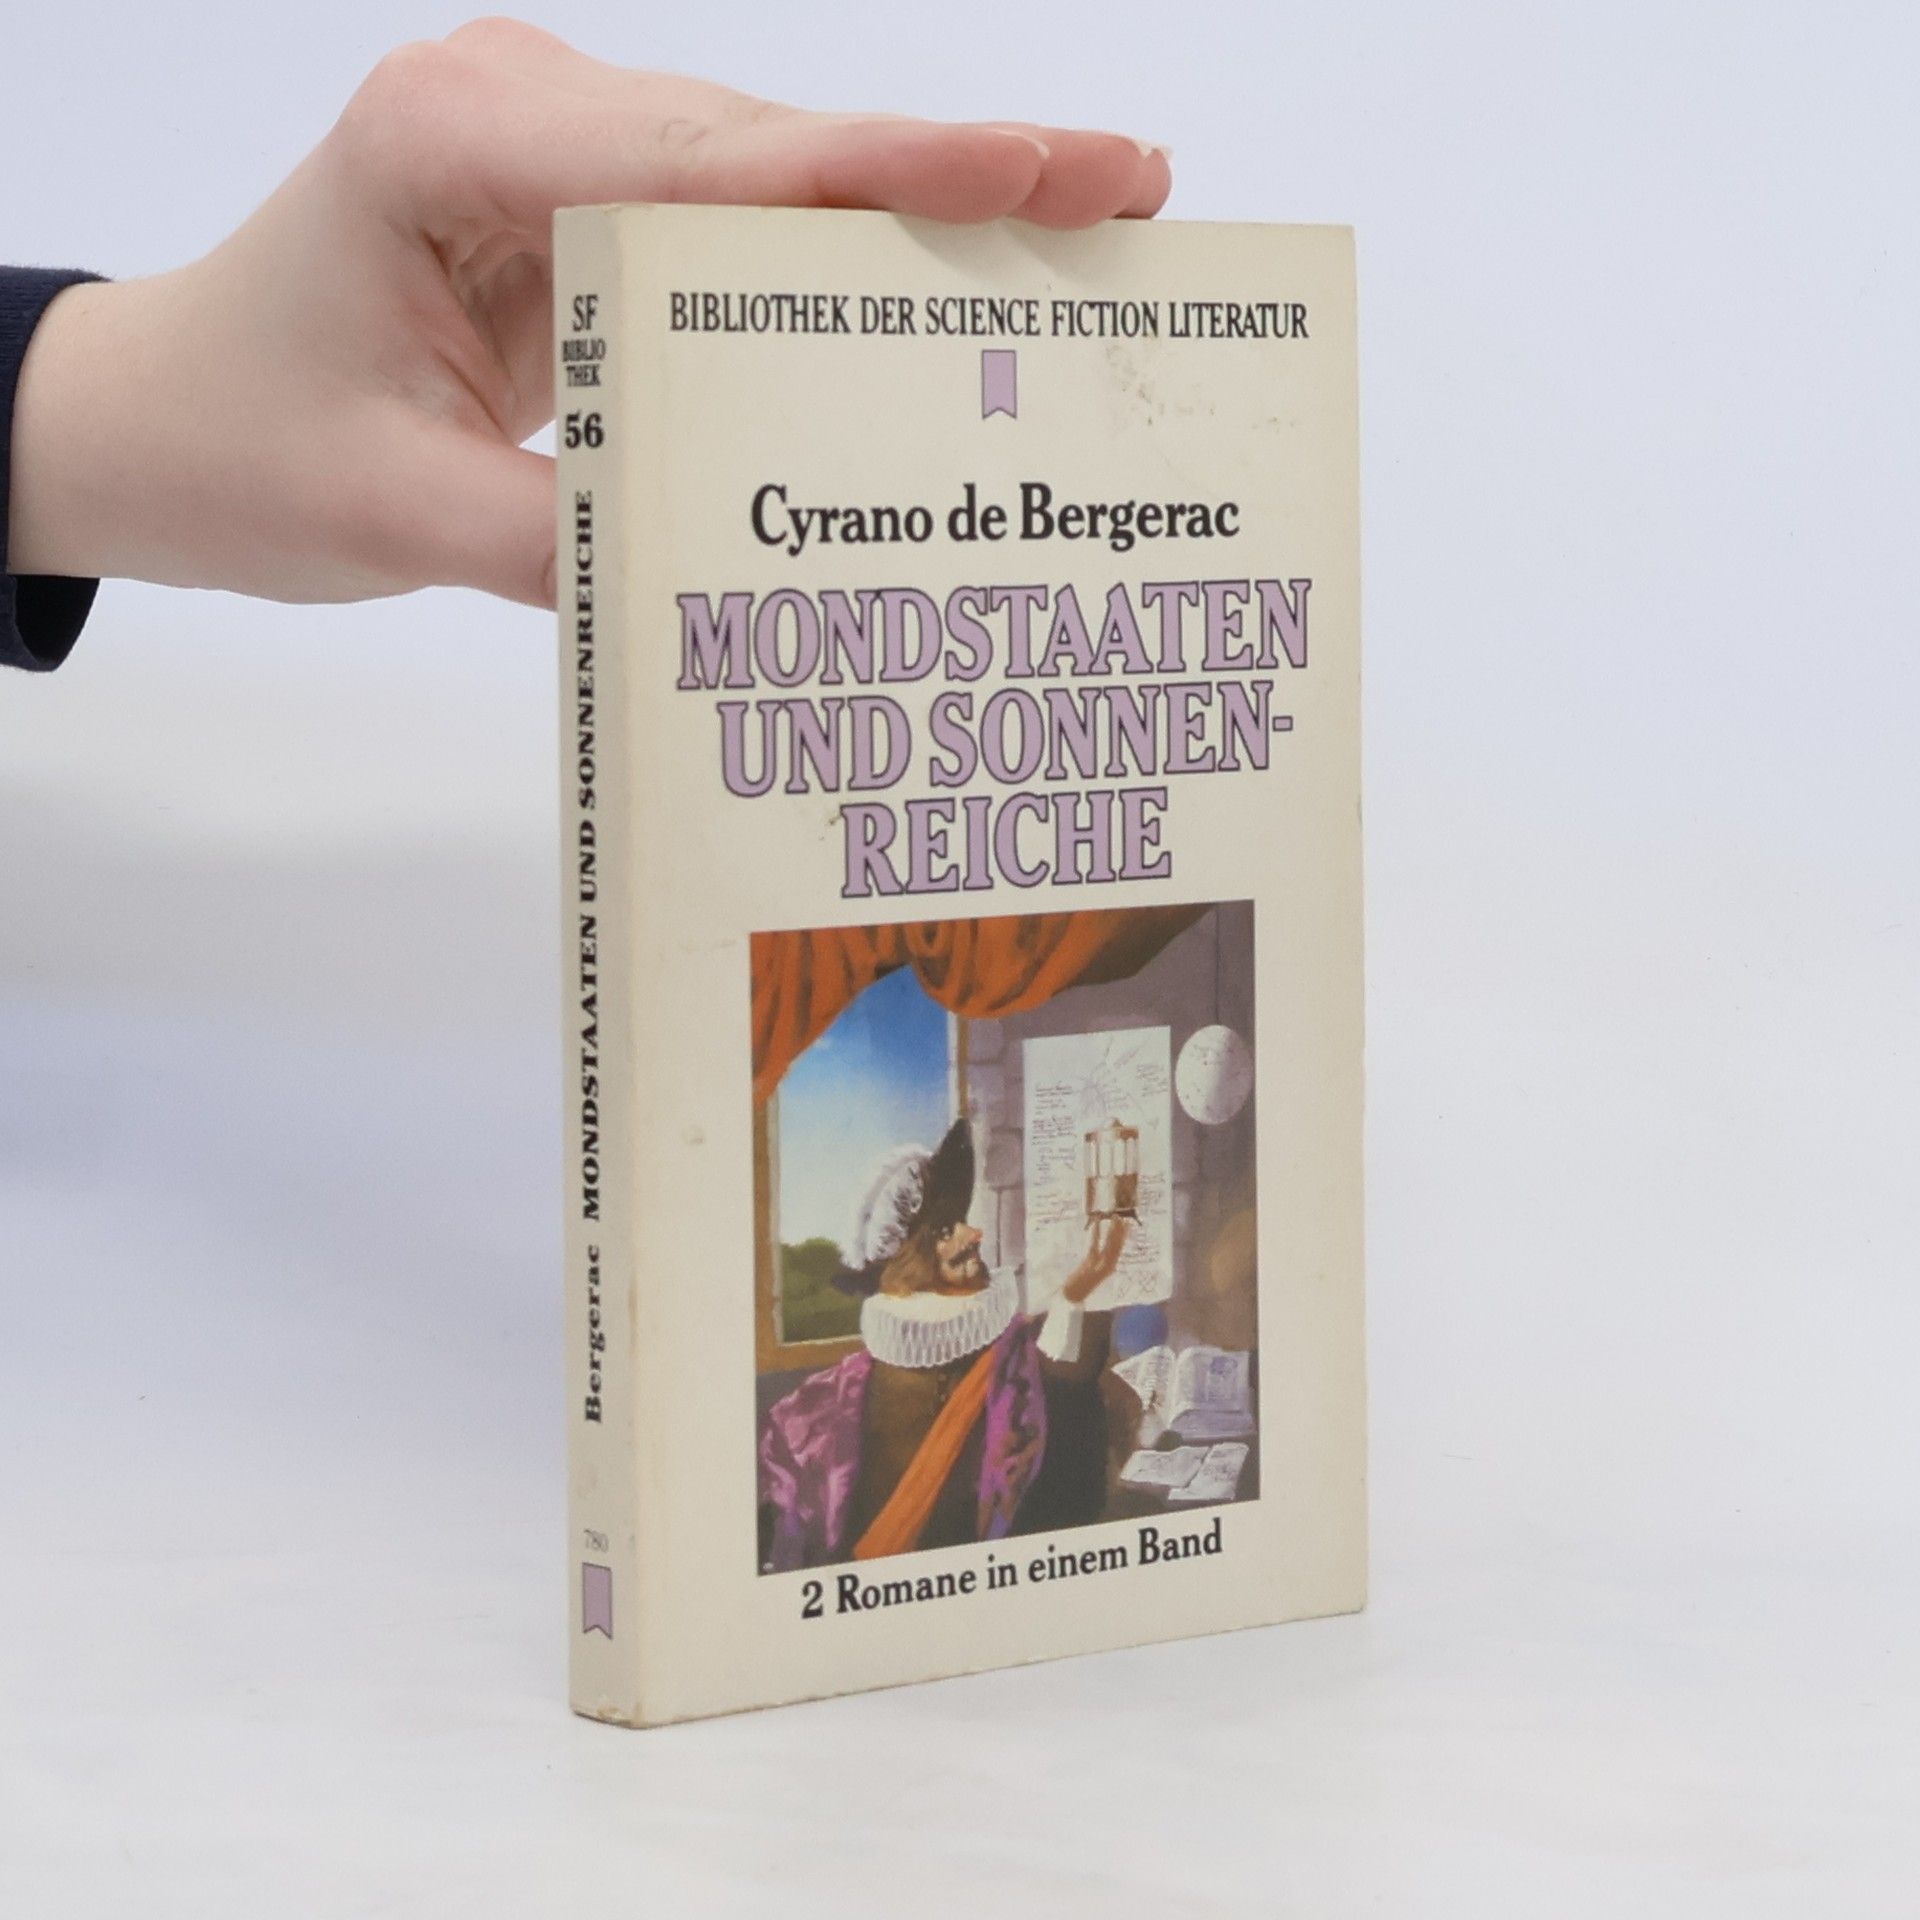 SF
BIBLIO
THEK
56
Bergerac MONDSTAATEN UND SONNENREICHE
780
BIBLIOTHEK DER SCIENCE FICTION LITERATUR
Cyrano de Bergerac
MONDSTAATEN
UND SONNEN-
REICHE
2 Romane in einem Band